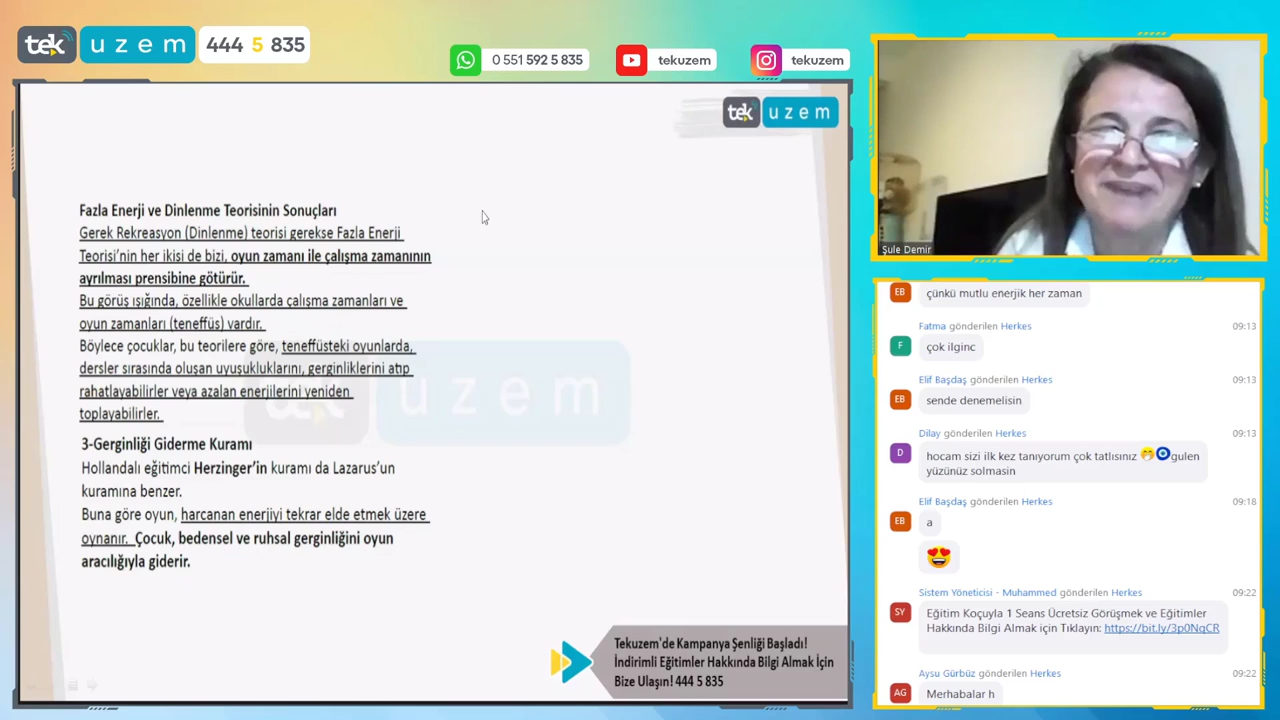 tek uzem 444 5 835
0 551 592 5 835
tekuzem
tekuzem
tek uzem
Fazla Enerji ve Dinlenme Teorisinin Sonuçları
Gerek Rekreasyon (Dinlenme) teorisi gerekse Fazla Enerji
Teorisi'nin her ikisi de bizi, oyun zamanı ile çalışma zamanının
ayrılması prensibine götürür.
Bu görüş ışığında, özellikle okullarda çalışma zamanları ve
oyun zamanları (teneffüs) vardır.
Böylece çocuklar, bu teorilere göre, teneffüsteki oyunlarda,
dersler sırasında oluşan uyuşukluklarını, gerginliklerini atıp
rahatlayabilirler veya azalan enerjilerini yeniden
toplayabilirler.
3-Gerginliği Giderme Kuramı
Hollandalı eğitimci Herzinger'in kuramı da Lazarus'un
kuramına benzer.
Buna göre oyun, harcanan enerjiyi tekrar elde etmek üzere
oynanır. Çocuk, bedensel ve ruhsal gerginliğini oyun
aracılığıyla giderir.
tek uzem
Tekuzem'de Kampanya Şenliği Başladı!
İndirimli Eğitimler Hakkında Bilgi Almak İçin
Bize Ulaşın! 444 5 835
Şule Demir
EB çünkü mutlu enerjik her zaman
Fatma gönderilen Herkes 09:13
F çok ilginc
Elif Başdaş gönderilen Herkes 09:13
EB sende denemelisin
Dilay gönderilen Herkes 09:13
D hocam sizi ilk kez tanıyorum çok tatlısınız 🤭🧿gulen
yüzünüz solmasin
Elif Başdaş gönderilen Herkes 09:18
EB a
😍
Sistem Yöneticisi - Muhammed gönderilen Herkes 09:22
SY Eğitim Koçuyla 1 Seans Ücretsiz Görüşmek ve Eğitimler
Hakkında Bilgi Almak için Tıklayın: https://bit.ly/3p0NqCR
Aysu Gürbüz gönderilen Herkes 09:22
AG Merhabalar h